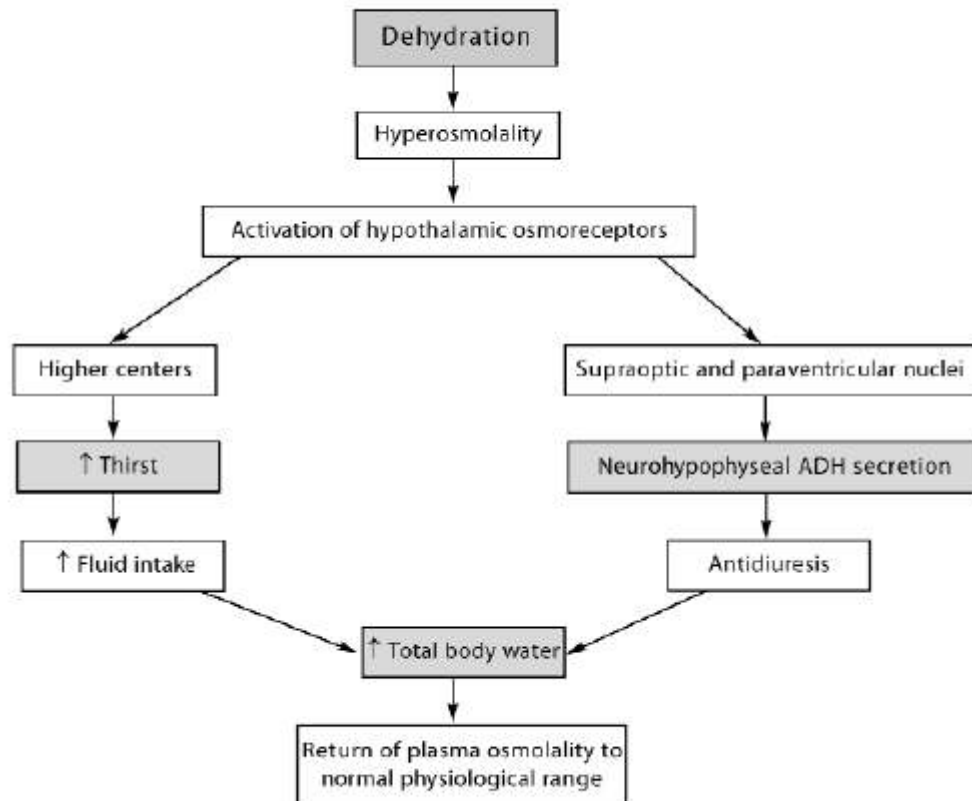 Dehydration
Hyperosmolality
Activation of hypothalamic osmoreceptors
Higher centers
Supraoptic and paraventricular nuclei
↑ Thirst
Neurohypophyseal ADH secretion
↑ Fluid intake
Antidiuresis
↑ Total body water
Return of plasma osmolality to
normal physiological range